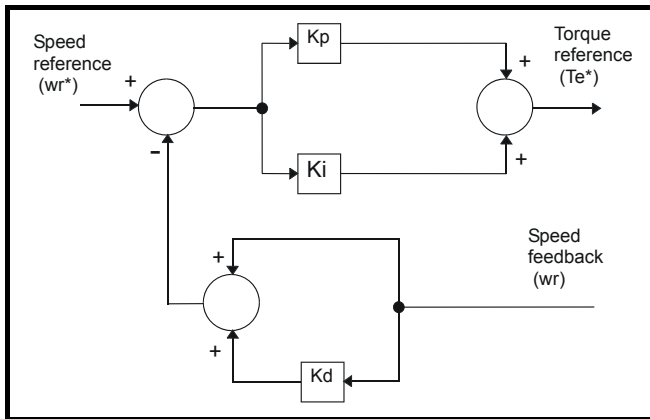 Speed
reference
(wr*)
+
−
Kp
Ki
+
+
Torque
reference
(Te*)
+
+
Kd
Speed
feedback
(wr)